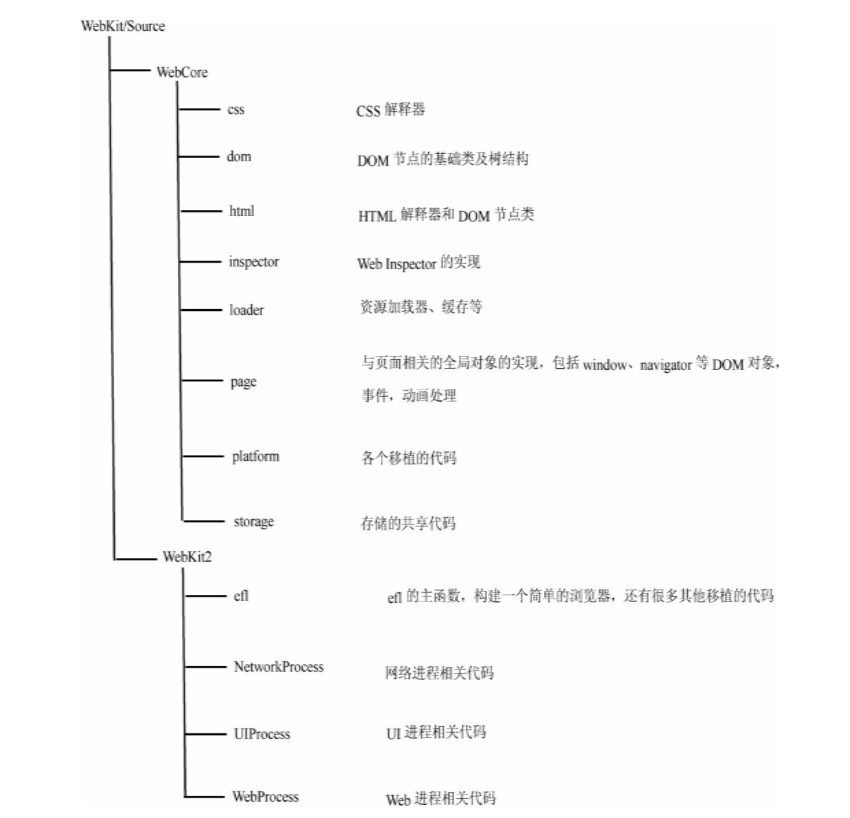 WebKit/Source
WebCore
css CSS 解释器
dom DOM 节点的基础类及树结构
html HTML 解释器和 DOM 节点类
inspector Web Inspector 的实现
loader 资源加载器、缓存等
page 与页面相关的全局对象的实现，包括 window、navigator 等 DOM 对象，
事件，动画处理
platform 各个移植的代码
storage 存储的共享代码
WebKit2
efl efl 的主函数，构建一个简单的浏览器，还有很多其他移植的代码
NetworkProcess 网络进程相关代码
UIProcess UI 进程相关代码
WebProcess Web 进程相关代码